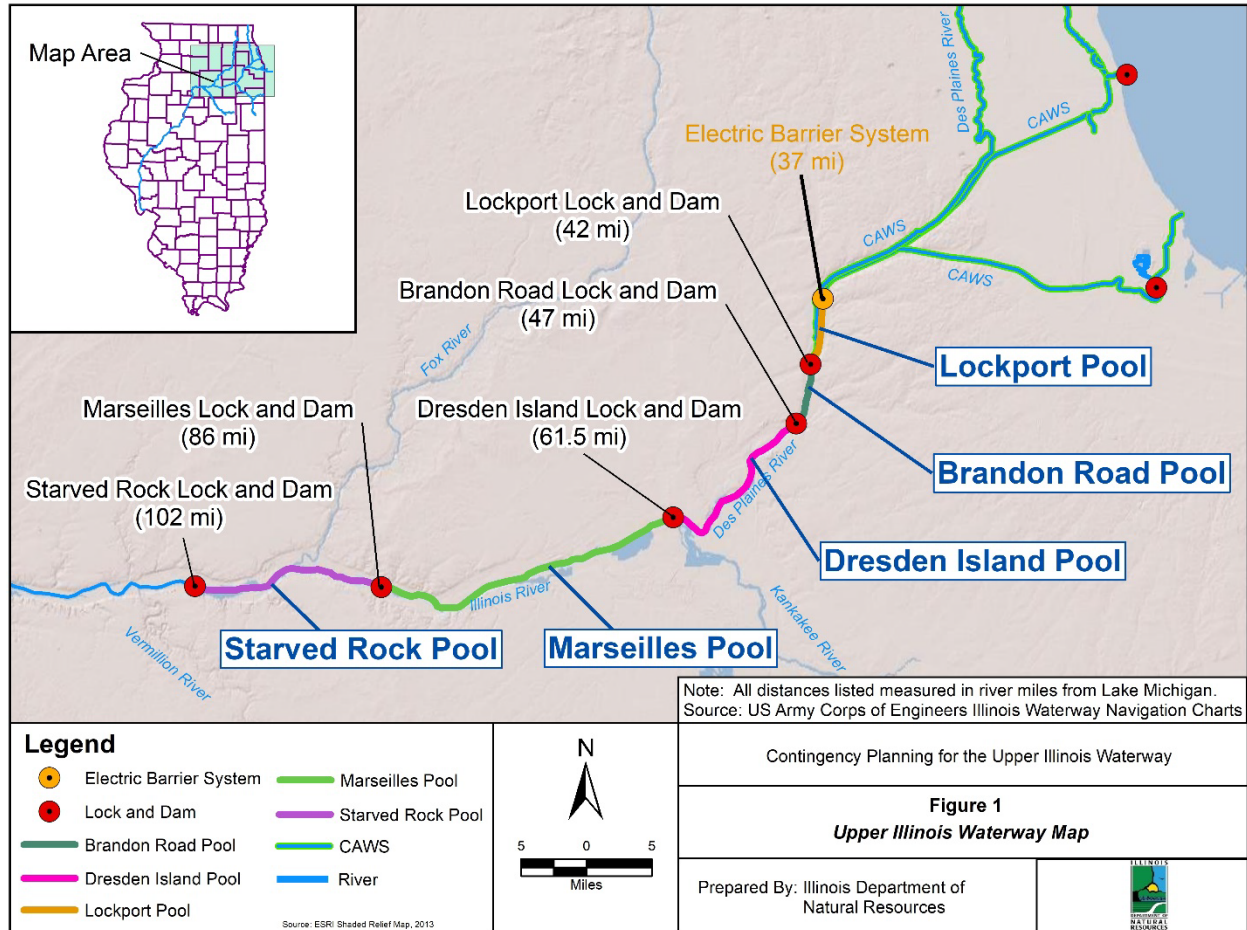 Map Area
Des Plaines River
CAWS
Electric Barrier System
(37 mi)
Lockport Lock and Dam
(42 mi)
CAWS
CAWS
Brandon Road Lock and Dam
(47 mi)
Fox River
Lockport Pool
Marseilles Lock and Dam
(86 mi)
Dresden Island Lock and Dam
(61.5 mi)
Brandon Road Pool
Starved Rock Lock and Dam
(102 mi)
Des Plaines River
Dresden Island Pool
Illinois River
Kankakee River
Vermillion River
Starved Rock Pool
Marseilles Pool
Note: All distances listed measured in river miles from Lake Michigan.
Source: US Army Corps of Engineers Illinois Waterway Navigation Charts
Legend
Electric Barrier System
Lock and Dam
Brandon Road Pool
Dresden Island Pool
Lockport Pool
Marseilles Pool
Starved Rock Pool
CAWS
River
Source: ESRI Shaded Relief Map, 2013
N
5 0 5
Miles
Contingency Planning for the Upper Illinois Waterway
Figure 1
Upper Illinois Waterway Map
Prepared By: Illinois Department of
Natural Resources
ILLINOIS
DEPARTMENT OF
NATURAL
RESOURCES